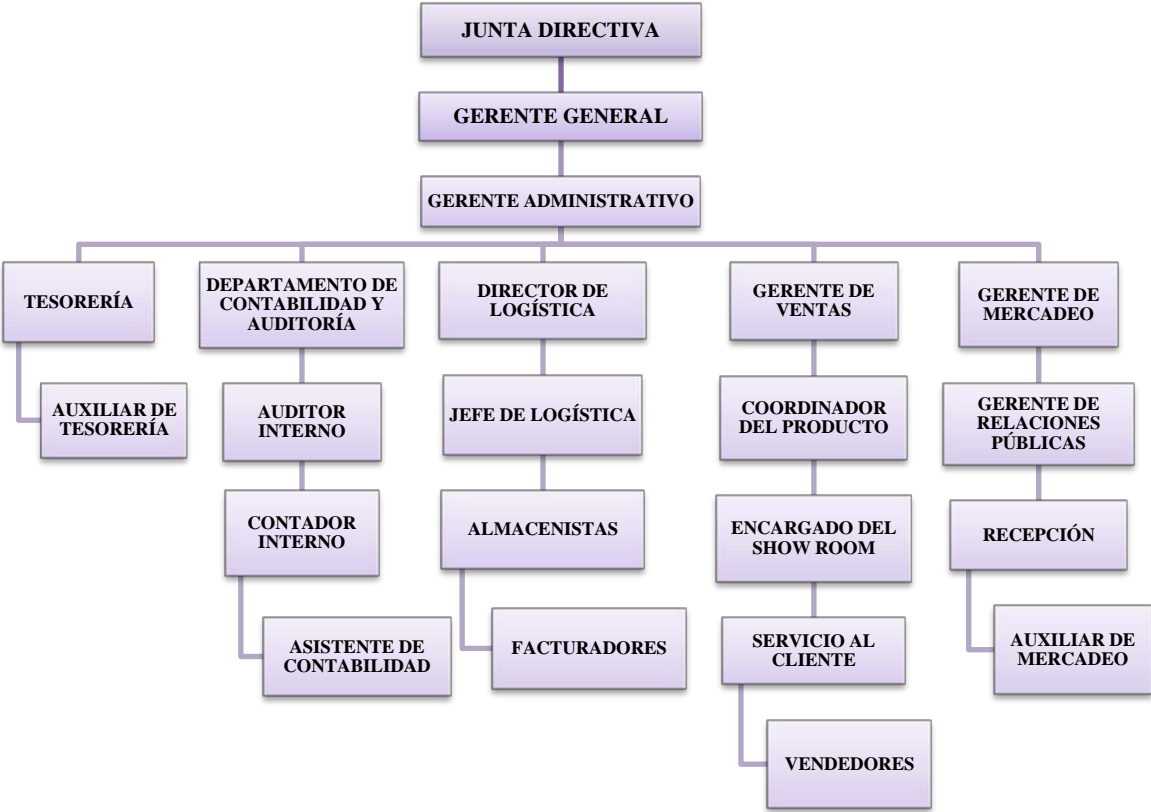 JUNTA DIRECTIVA
GERENTE GENERAL
GERENTE ADMINISTRATIVO
TESORERÍA
DEPARTAMENTO DE
CONTABILIDAD Y
AUDITORÍA
DIRECTOR DE
LOGÍSTICA
GERENTE DE
VENTAS
GERENTE DE
MERCADEO
AUXILIAR DE
TESORERÍA
AUDITOR
INTERNO
JEFE DE LOGÍSTICA
COORDINADOR
DEL PRODUCTO
GERENTE DE
RELACIONES
PÚBLICAS
CONTADOR
INTERNO
ALMACENISTAS
ENCARGADO DEL
SHOW ROOM
RECEPCIÓN
ASISTENTE DE
CONTABILIDAD
FACTURADORES
SERVICIO AL
CLIENTE
AUXILIAR DE
MERCADEO
VENDEDORES